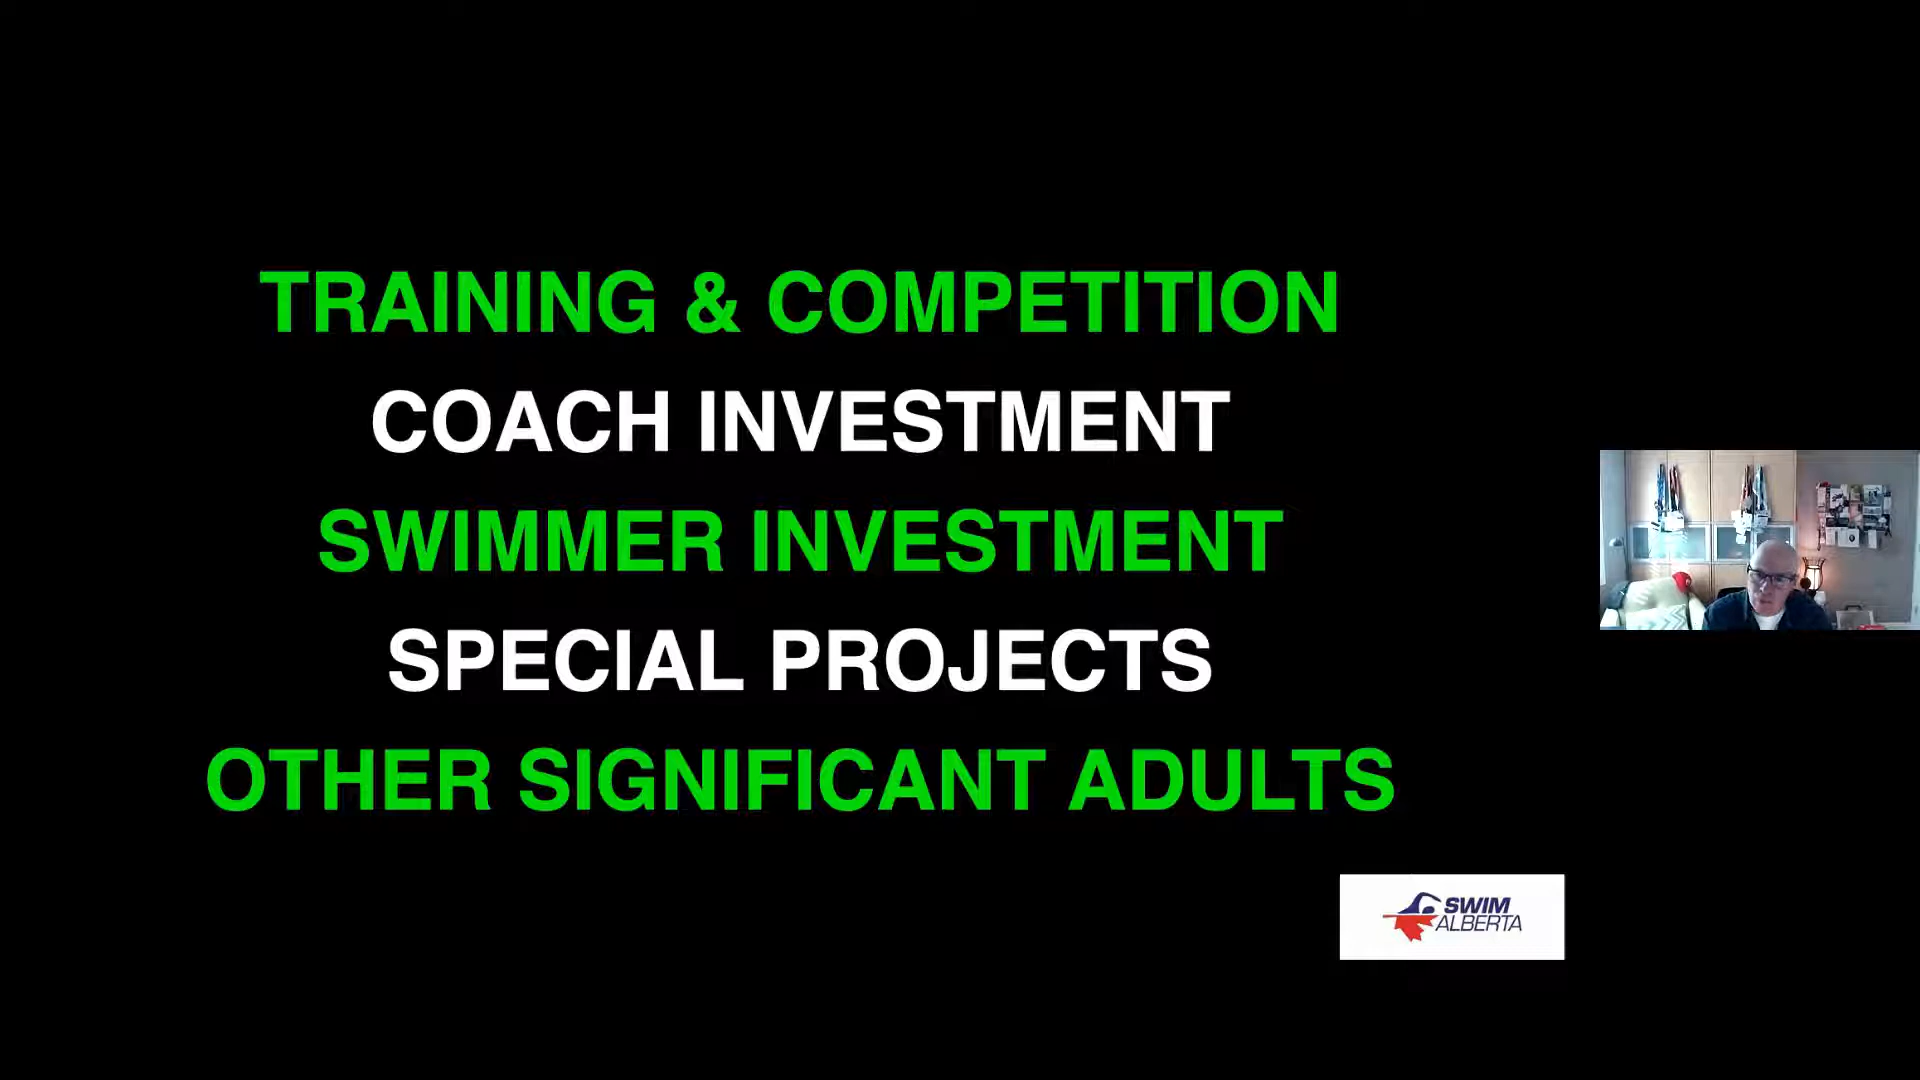 TRAINING & COMPETITION
COACH INVESTMENT
SWIMMER INVESTMENT
SPECIAL PROJECTS
OTHER SIGNIFICANT ADULTS
SWIM
ALBERTA